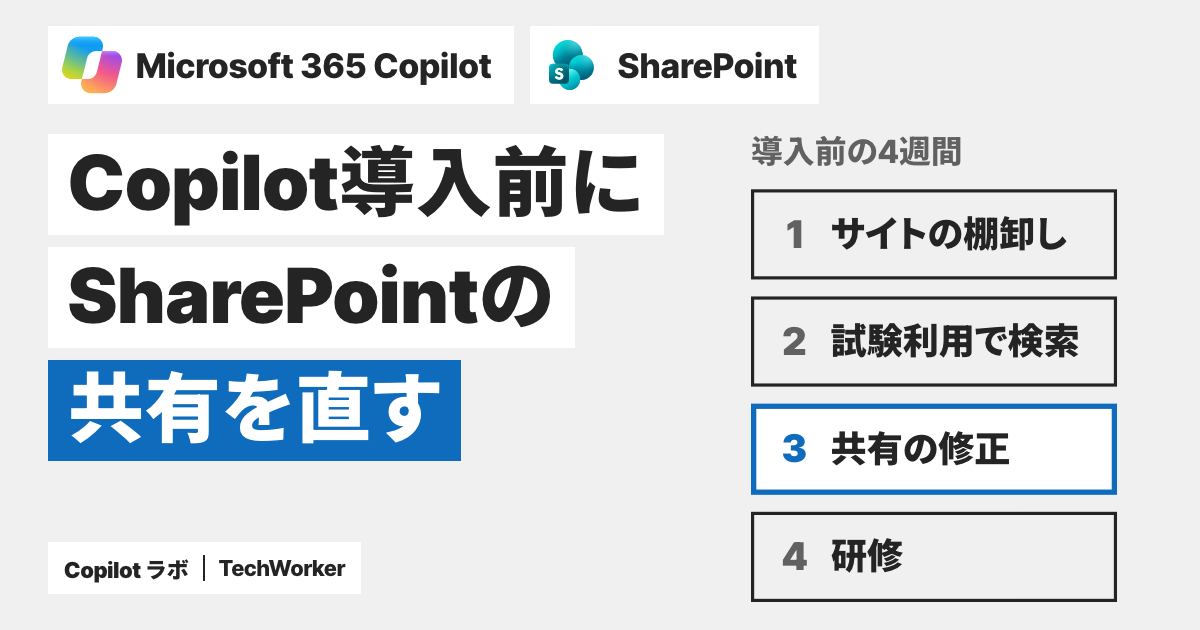 Microsoft 365 Copilot
S SharePoint
Copilot導入前に
SharePointの
共有を直す
導入前の4週間
1 サイトの棚卸し
2 試験利用で検索
3 共有の修正
4 研修
Copilot ラボ | TechWorker